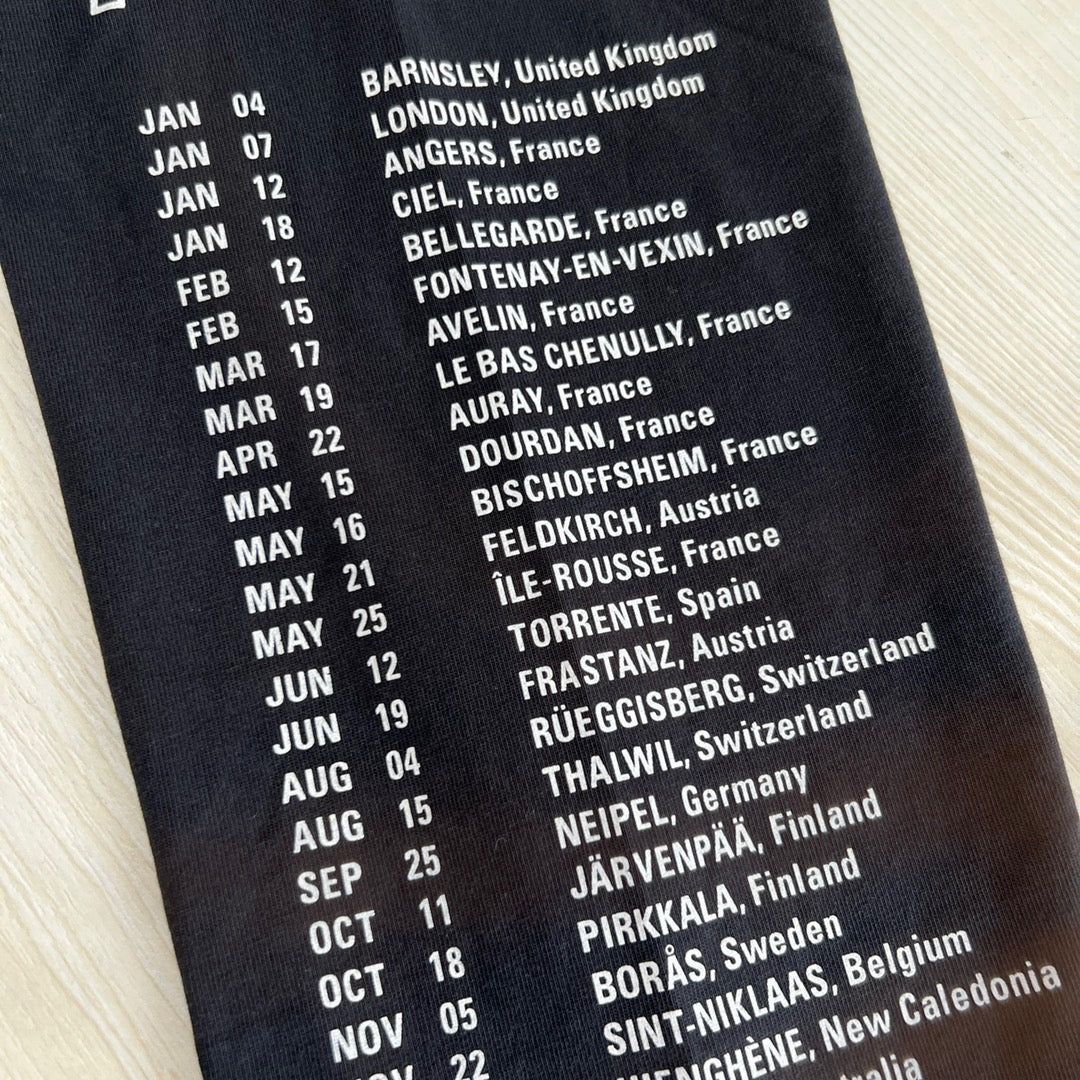 JAN 04 BARNSLEY, United Kingdom
JAN 07 LONDON, United Kingdom
JAN 12 ANGERS, France
JAN 18 CIEL, France
FEB 12 BELLEGARDE, France
FEB 15 FONTENAY-EN-VEXIN, France
MAR 17 AVELIN, France
MAR 19 LE BAS CHENULLY, France
APR 22 AURAY, France
MAY 15 DOURDAN, France
MAY 16 BISCHOFFSHEIM, France
MAY 21 FELDKIRCH, Austria
MAY 25 ÎLE-ROUSSE, France
JUN 12 TORRENTE, Spain
JUN 19 FRASTANZ, Austria
AUG 04 RÜEGGISBERG, Switzerland
AUG 15 THALWIL, Switzerland
SEP 25 NEIPEL, Germany
OCT 11 JÄRVENPÄÄ, Finland
OCT 18 PIRKKALA, Finland
NOV 05 BORÅS, Sweden
NOV 22 SINT-NIKLAAS, Belgium
HIENGHÈNE, New Caledonia